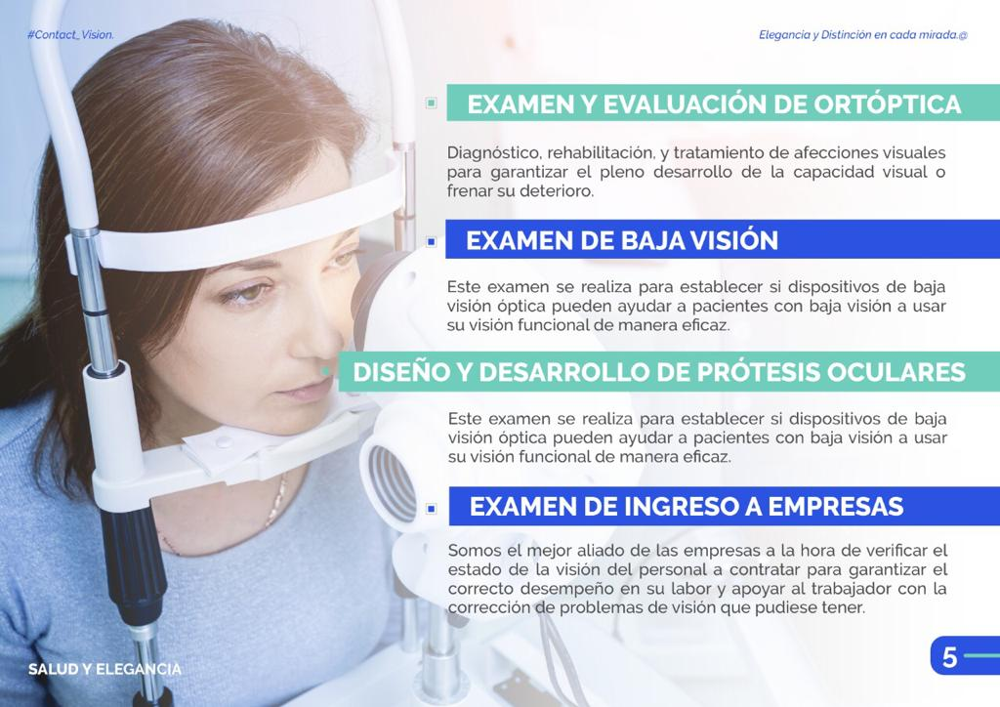 #Contact_Vision.
Elegancia y Distinción en cada mirada.@
EXAMEN Y EVALUACIÓN DE ORTÓPTICA
Diagnóstico, rehabilitación, y tratamiento de afecciones visuales
para garantizar el pleno desarrollo de la capacidad visual o
frenar su deterioro.
EXAMEN DE BAJA VISIÓN
Este examen se realiza para establecer si dispositivos de baja
visión óptica pueden ayudar a pacientes con baja visión a usar
su visión funcional de manera eficaz.
DISEÑO Y DESARROLLO DE PRÓTESIS OCULARES
Este examen se realiza para establecer si dispositivos de baja
visión óptica pueden ayudar a pacientes con baja visión a usar
su visión funcional de manera eficaz.
EXAMEN DE INGRESO A EMPRESAS
Somos el mejor aliado de las empresas a la hora de verificar el
estado de la visión del personal a contratar para garantizar el
correcto desempeño en su labor y apoyar al trabajador con la
corrección de problemas de visión que pudiese tener.
SALUD Y ELEGANCIA
5